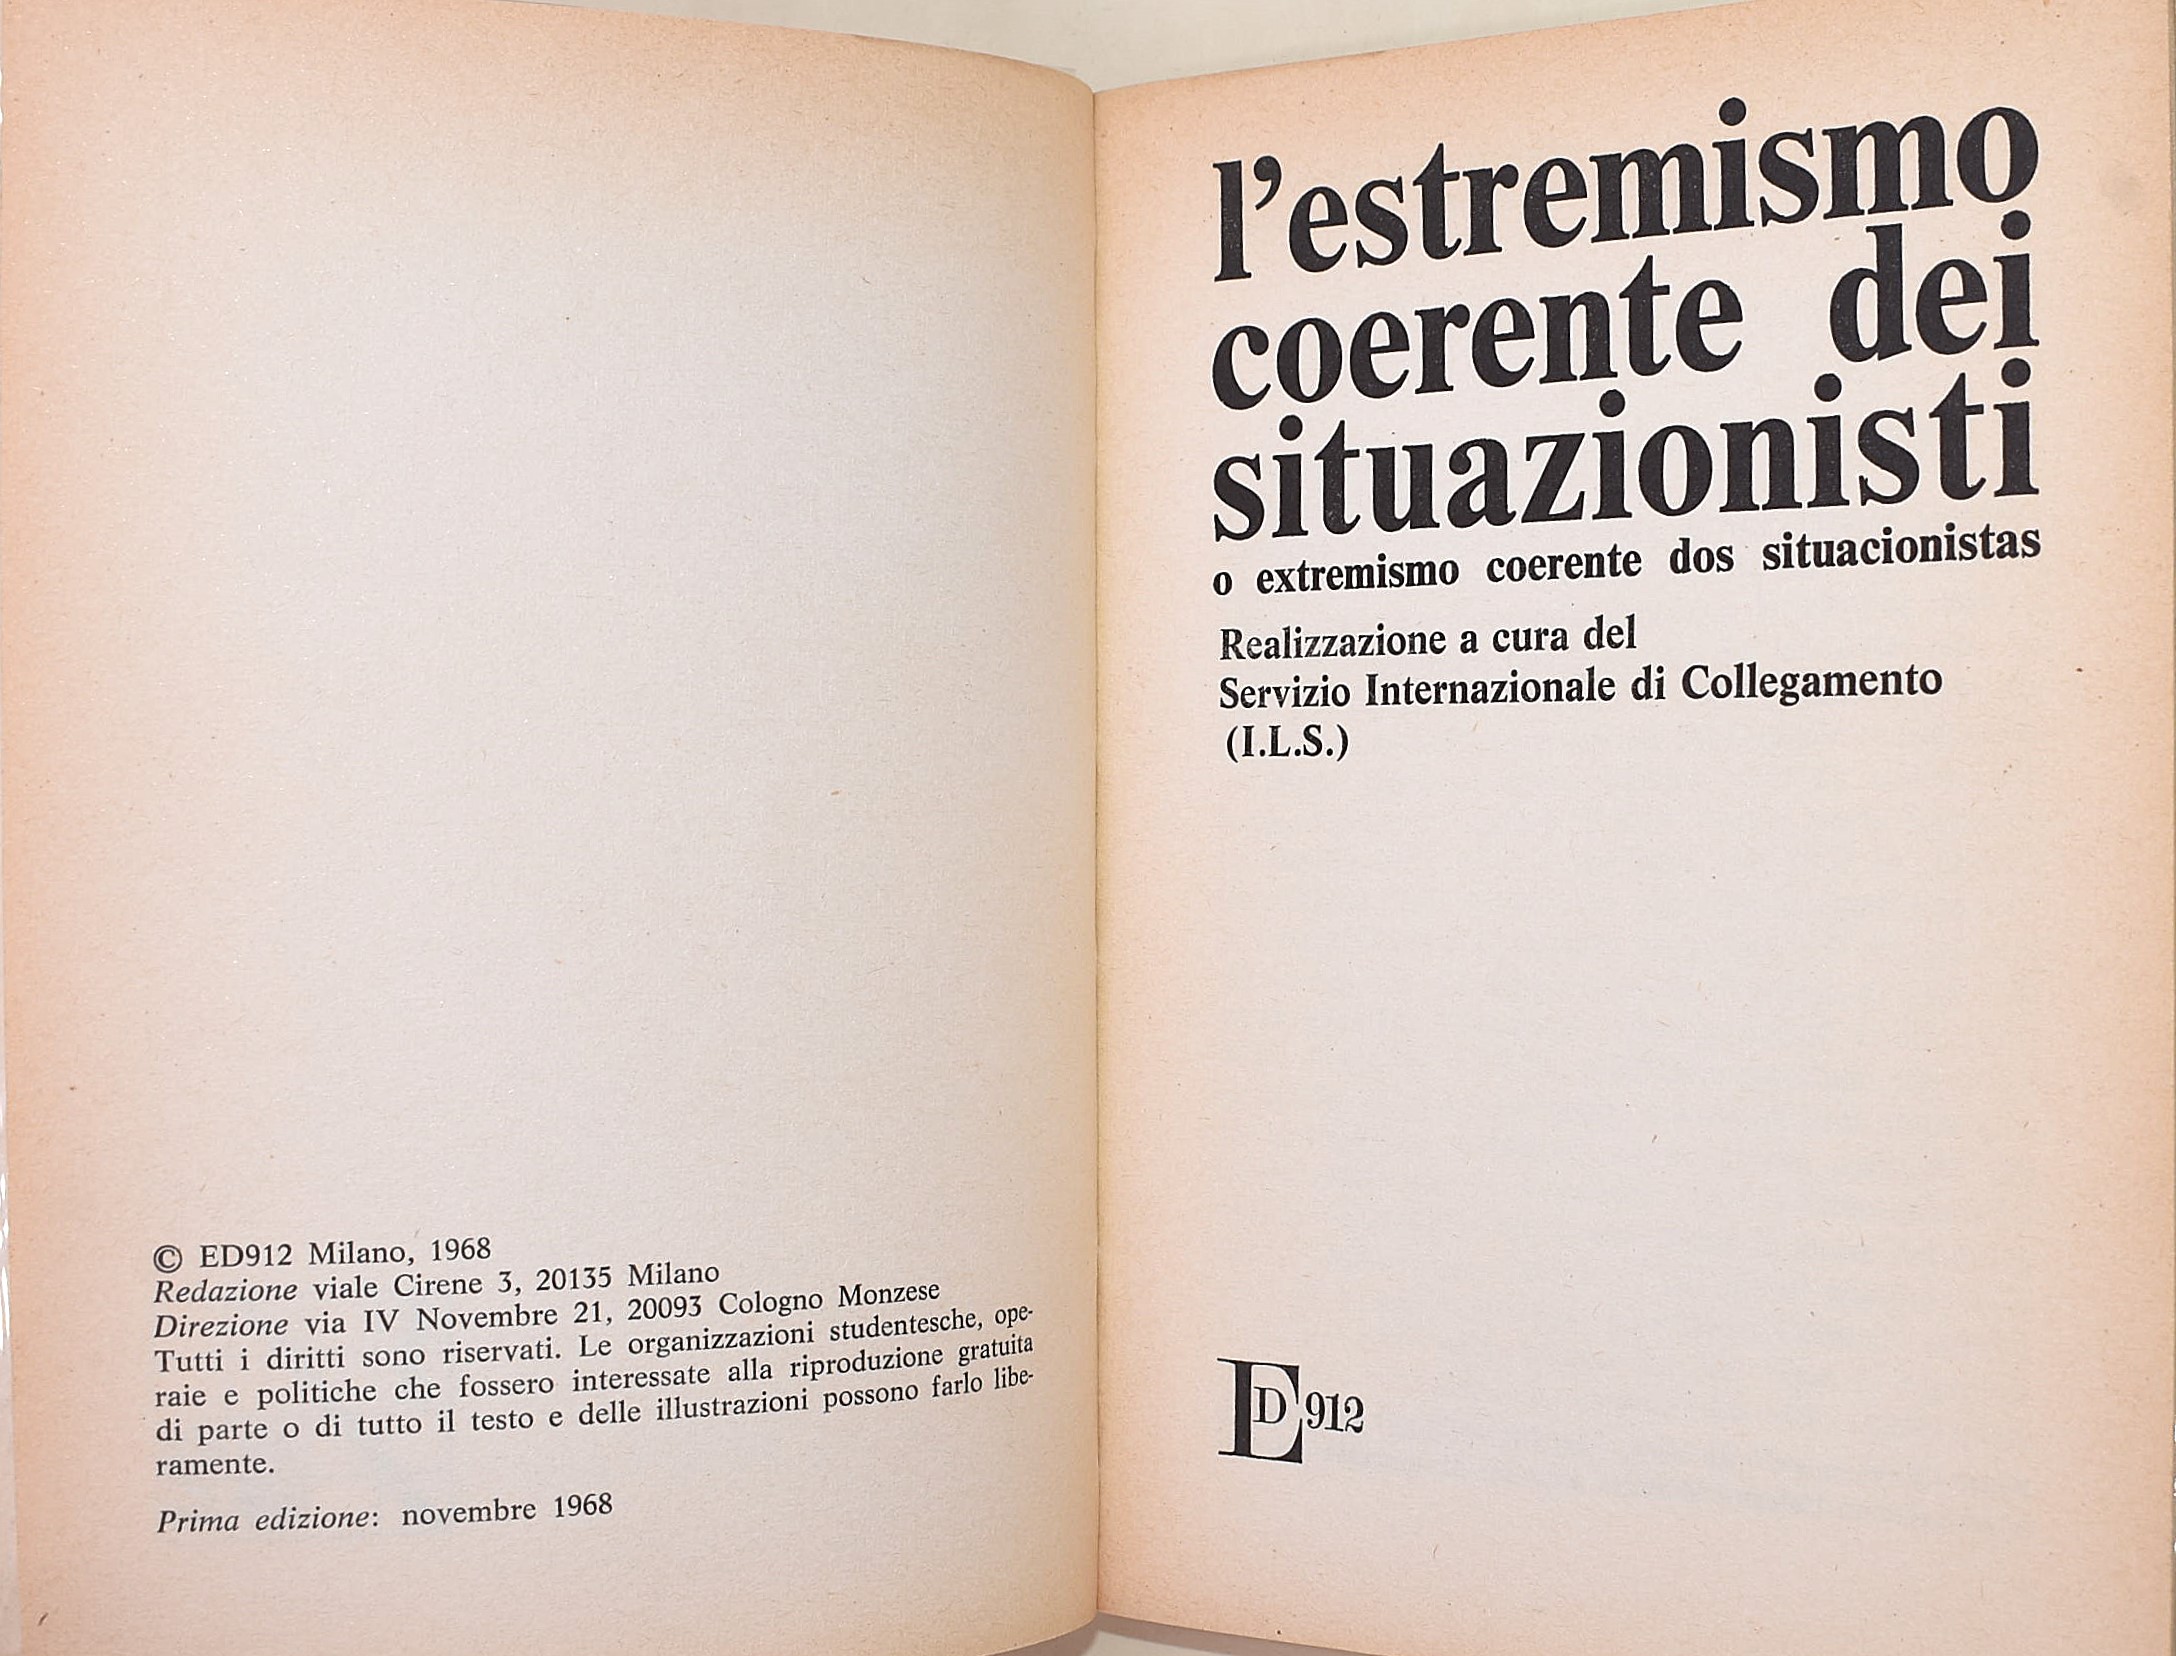 © ED912 Milano, 1968
Redazione viale Cirene 3, 20135 Milano
Direzione via IV Novembre 21, 20093 Cologno Monzese
Tutti i diritti sono riservati. Le organizzazioni studentesche, ope-
raie e politiche che fossero interessate alla riproduzione gratuita
di parte o di tutto il testo e delle illustrazioni possono farlo libe-
ramente.
Prima edizione: novembre 1968
l'estremismo
coerente dei
situazionisti
o extremismo coerente dos situacionistas
Realizzazione a cura del
Servizio Internazionale di Collegamento
(I.L.S.)
ED912